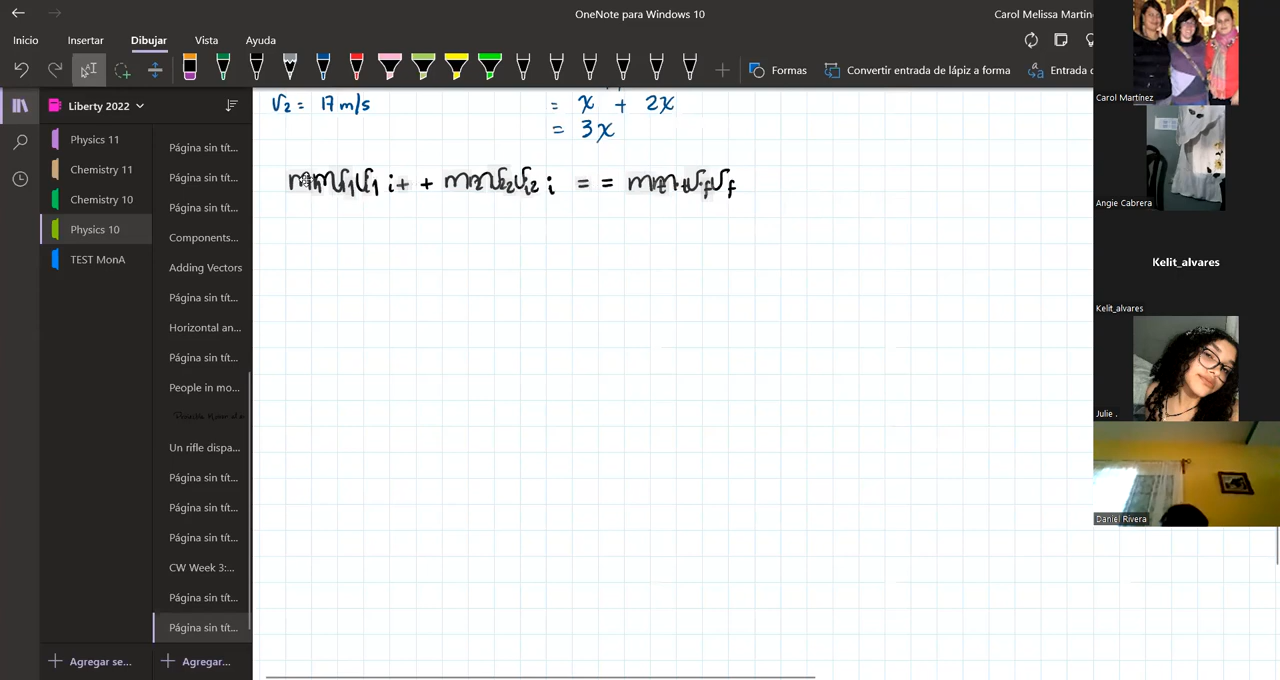 OneNote para Windows 10
Carol Melissa Martine
Inicio Insertar Dibujar Vista Ayuda
Formas Convertir entrada de lápiz a forma Entrada
Liberty 2022
Physics 11
Chemistry 11
Chemistry 10
Physics 10
TEST MonA
Página sin tít...
Página sin tít...
Página sin tít...
Components...
Adding Vectors
Página sin tít...
Horizontal an...
Página sin tít...
People in mo...
Un rifle dispa...
Página sin tít...
Página sin tít...
Página sin tít...
CW Week 3:...
Página sin tít...
Página sin tít...
Agregar se... Agregar...
v2 = 17 m/s
= x + 2x
= 3x
Carol Martínez
Angie Cabrera
Kelit_alvares
Kelit_alvares
Julie .
Daniel Rivera